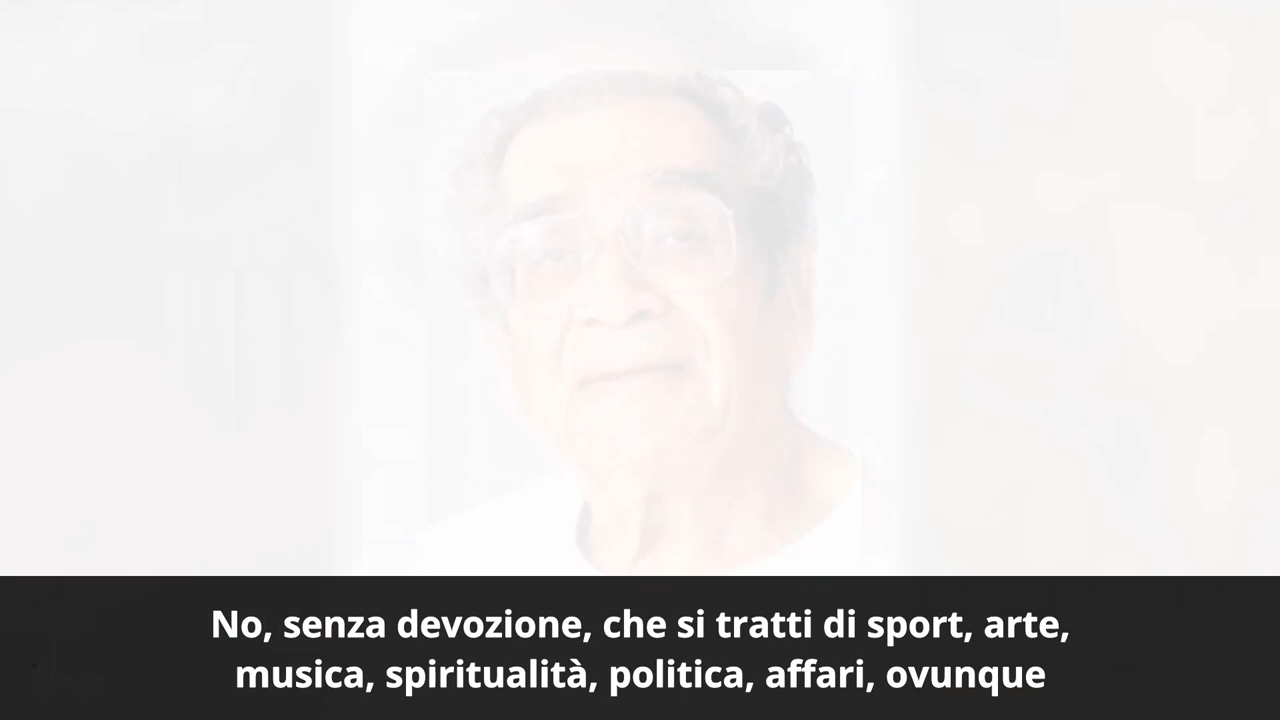 No, senza devozione, che si tratti di sport, arte,
musica, spiritualità, politica, affari, ovunque